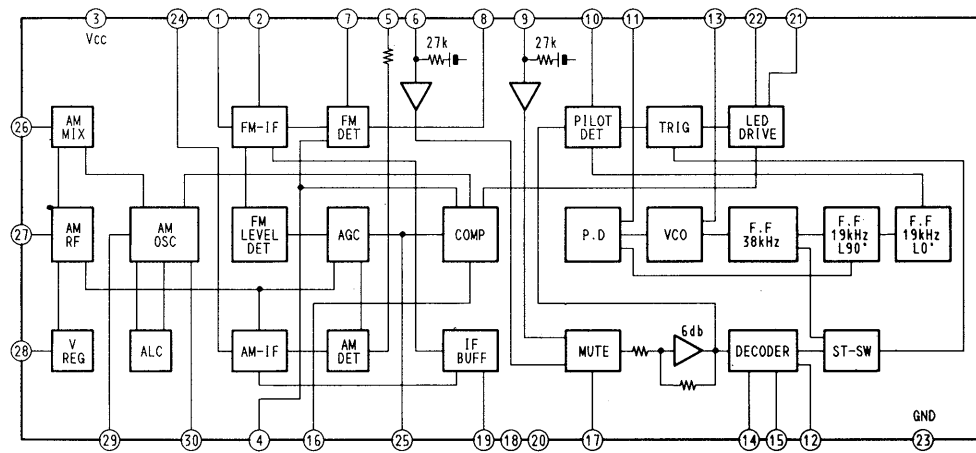 3 24 1 2 7 5 6 8 9 10 11 13 22 21
Vcc
27k 27k
26
AM
MIX
FM-IF
FM
DET
PILOT
DET
TRIG
LED
DRIVE
27
AM
RF
AM
OSC
FM
LEVEL
DET
AGC
COMP
P.D
VCO
F.F
38kHz
F.F
19kHz
L90°
F.F
19kHz
L0°
28
V
REG
ALC
AM-IF
AM
DET
IF
BUFF
MUTE
6db
DECODER
ST-SW
GND
29 30 4 16 25 19 18 20 17 14 15 12 23